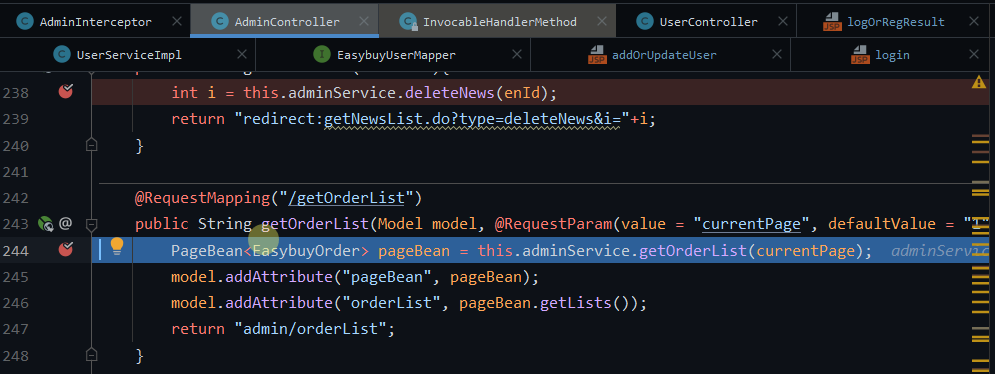 AdminInterceptor AdminController InvocableHandlerMethod UserController logOrRegResult
UserServiceImpl EasybuyUserMapper addOrUpdateUser login
238 int i = this.adminService.deleteNews(enId);
239 return "redirect:getNewsList.do?type=deleteNews&i="+i;
240 }
241
242 @RequestMapping("/getOrderList")
243 @ public String getOrderList(Model model, @RequestParam(value = "currentPage", defaultValue = "1"
244 PageBean<EasybuyOrder> pageBean = this.adminService.getOrderList(currentPage); adminServic
245 model.addAttribute("pageBean", pageBean);
246 model.addAttribute("orderList", pageBean.getLists());
247 return "admin/orderList";
248 }